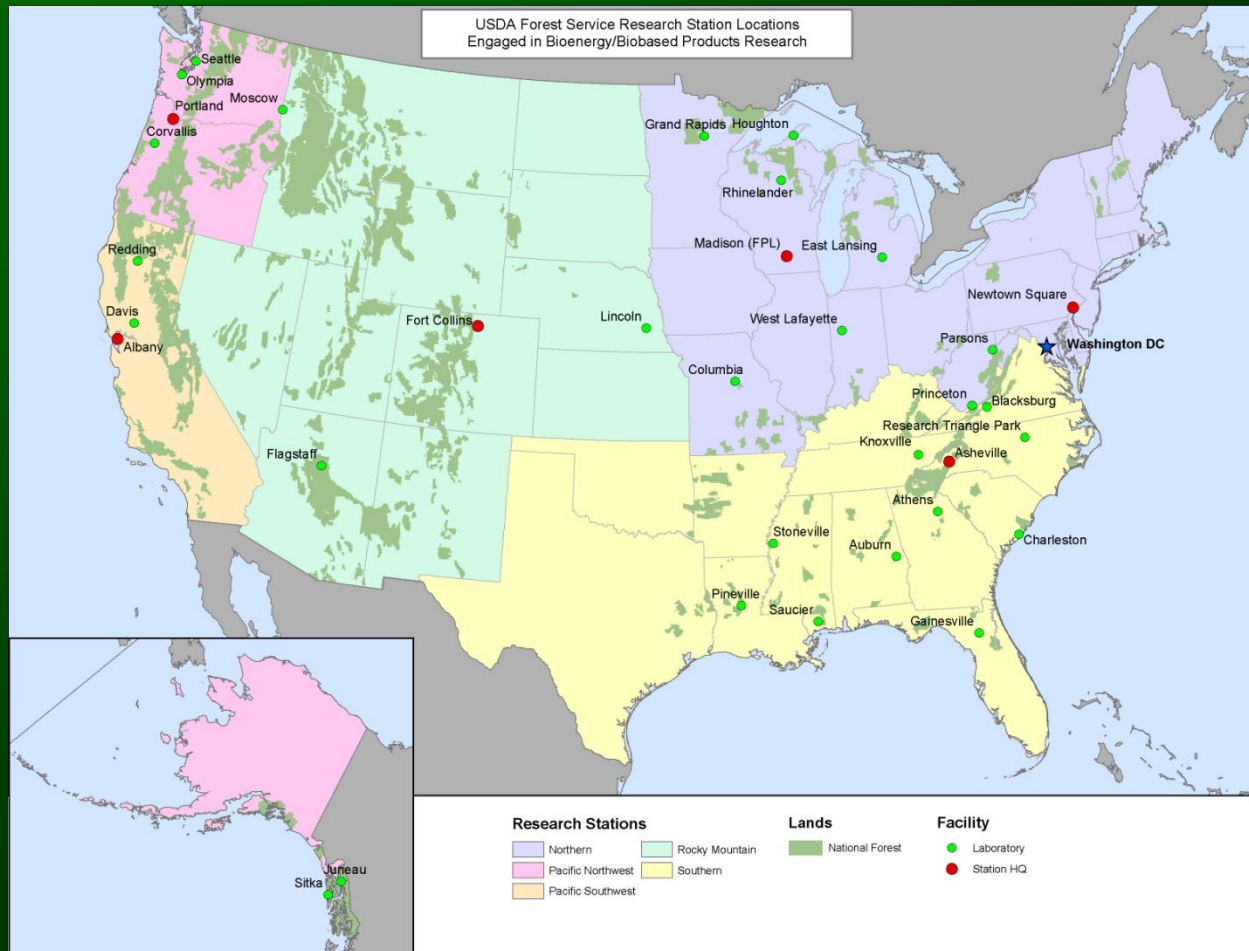 USDA Forest Service Research Station Locations
Engaged in Bioenergy/Biobased Products Research
Seattle
Olympia
Portland
Moscow
Corvallis
Grand Rapids
Houghton
Rhinelander
Redding
Madison (FPL)
East Lansing
Davis
Albany
Fort Collins
Lincoln
West Lafayette
Newtown Square
Parsons
Washington DC
Columbia
Princeton
Blacksburg
Research Triangle Park
Knoxville
Asheville
Flagstaff
Athens
Stoneville
Auburn
Charleston
Pineville
Saucier
Gainesville
Juneau
Sitka
Research Stations
Northern
Rocky Mountain
Pacific Northwest
Southern
Pacific Southwest
Lands
National Forest
Facility
Laboratory
Station HQ